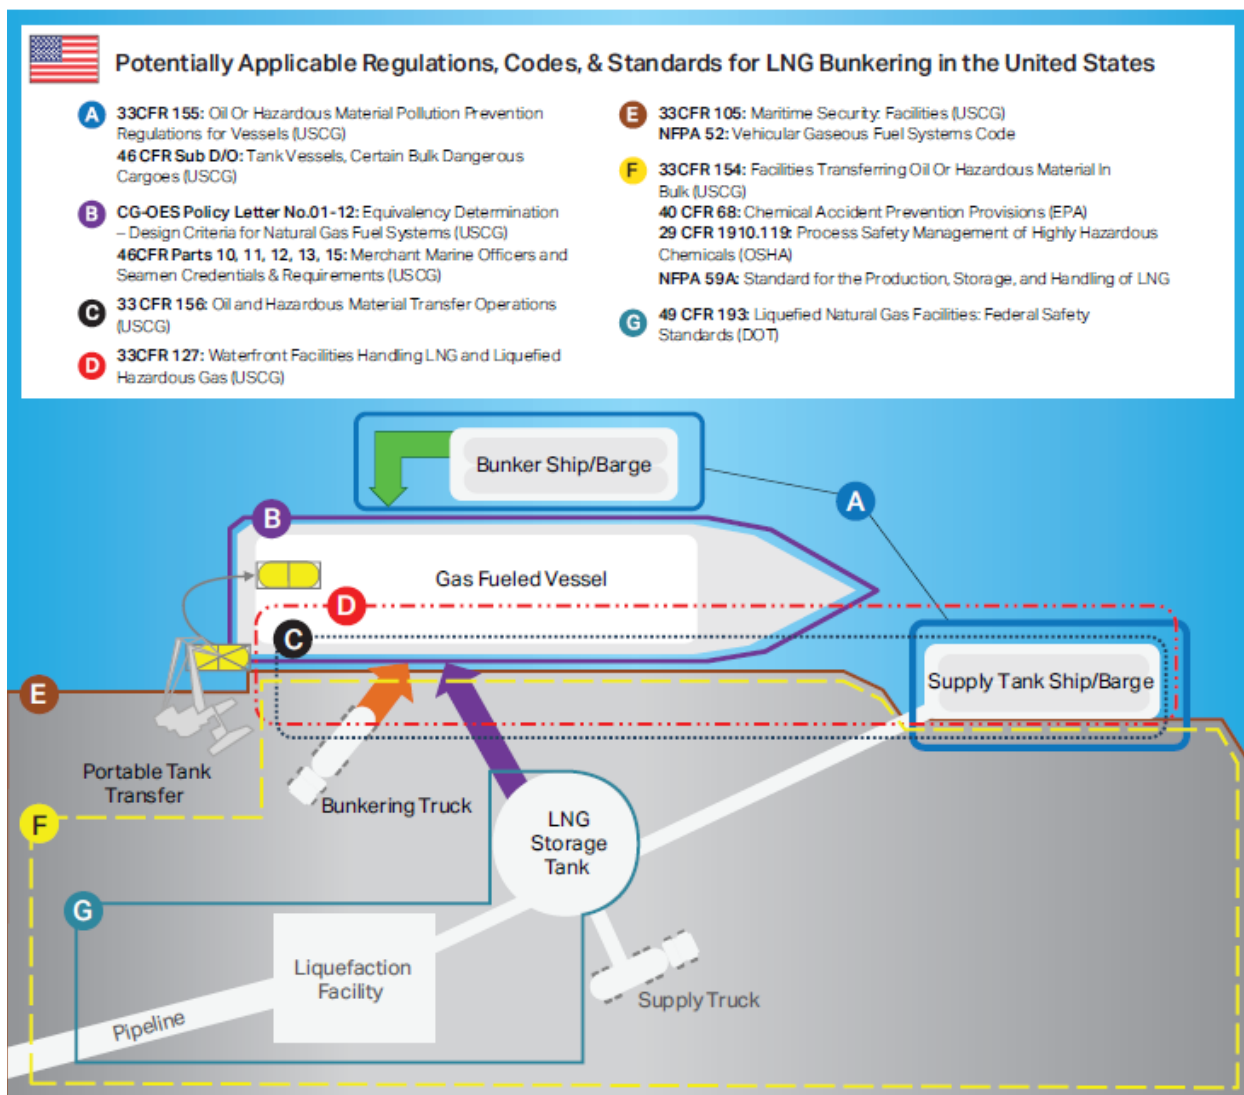 Potentially Applicable Regulations, Codes, & Standards for LNG Bunkering in the United States
A
33CFR 155: Oil Or Hazardous Material Pollution Prevention
Regulations for Vessels (USCG)
46 CFR Sub D/O: Tank Vessels, Certain Bulk Dangerous
Cargoes (USCG)
B
CG-OES Policy Letter No.01-12: Equivalency Determination
– Design Criteria for Natural Gas Fuel Systems (USCG)
46CFR Parts 10, 11, 12, 13, 15: Merchant Marine Officers and
Seamen Credentials & Requirements (USCG)
C
33 CFR 156: Oil and Hazardous Material Transfer Operations
(USCG)
D
33CFR 127: Waterfront Facilities Handling LNG and Liquefied
Hazardous Gas (USCG)
E
33CFR 105: Maritime Security: Facilities (USCG)
NFPA 52: Vehicular Gaseous Fuel Systems Code
F
33CFR 154: Facilities Transferring Oil Or Hazardous Material In
Bulk (USCG)
40 CFR 68: Chemical Accident Prevention Provisions (EPA)
29 CFR 1910.119: Process Safety Management of Highly Hazardous
Chemicals (OSHA)
NFPA 59A: Standard for the Production, Storage, and Handling of LNG
G
49 CFR 193: Liquefied Natural Gas Facilities: Federal Safety
Standards (DOT)
Bunker Ship/Barge
A
B
Gas Fueled Vessel
D
C
Supply Tank Ship/Barge
E
Portable Tank
Transfer
Bunkering Truck
F
LNG
Storage
Tank
G
Liquefaction
Facility
Supply Truck
Pipeline